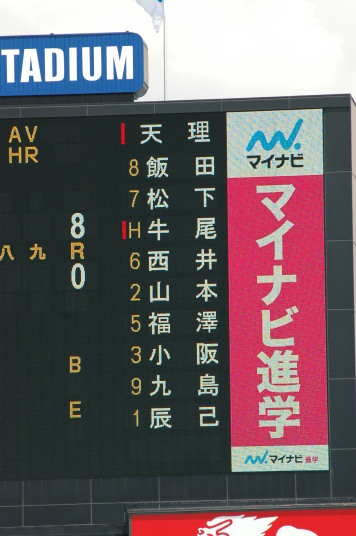 TADIUM
AV
HR
八 九
8
R
0
B
E
天理
8 飯田
7 松下
H 牛尾
6 西井
2 山本
5 福澤
3 小阪
9 九島
1 辰己
マイナビ
マイナビ進学
マイナビ 進学